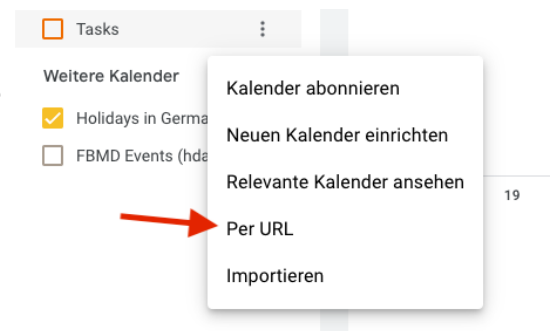 Tasks
Weitere Kalender
Kalender abonnieren
Holidays in Germa
Neuen Kalender einrichten
FBMD Events (hda
Relevante Kalender ansehen
19
Per URL
Importieren